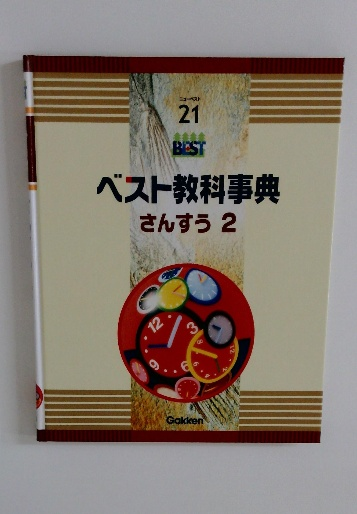 ニューベスト
21
BEST
ベスト教科事典
さんすう 2
12
Gakken